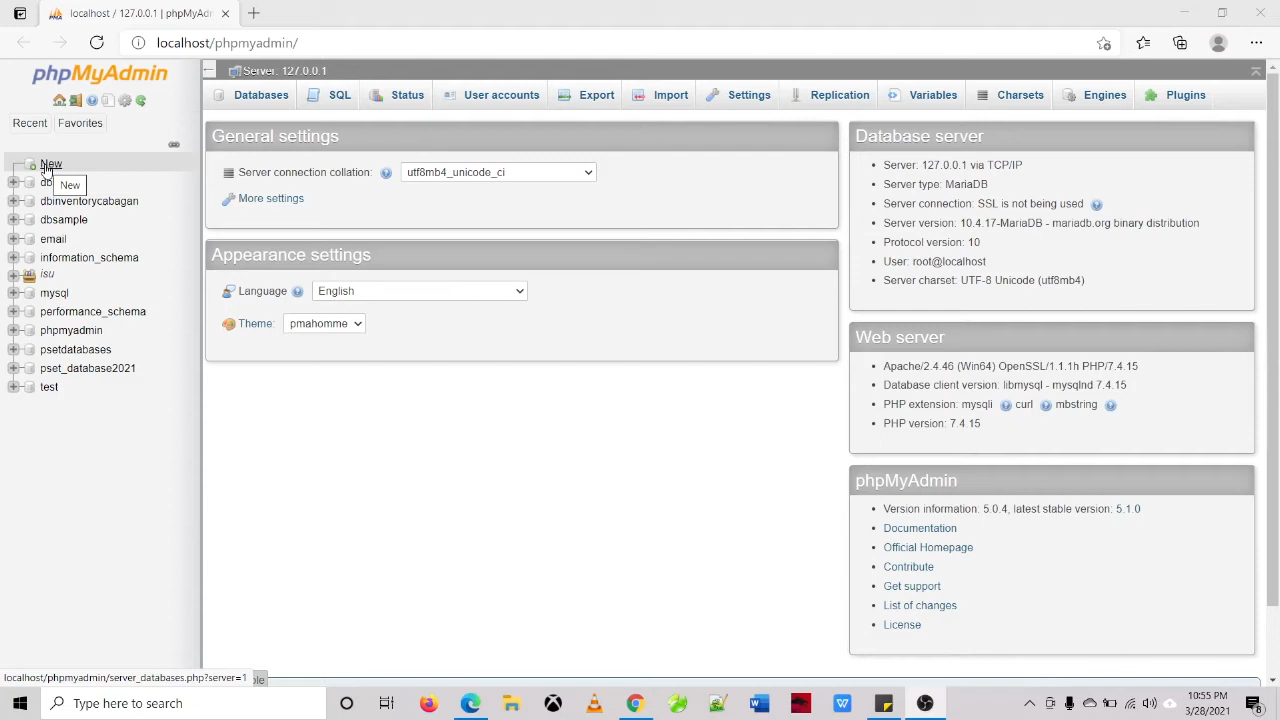 localhost / 127.0.0.1 | phpMyAdm
localhost/phpmyadmin/
phpMyAdmin
Recent
Favorites
New
New
db
dbinventorycabagan
dbsample
email
information_schema
isu
mysql
performance_schema
phpmyadmin
psetdatabases
pset_database2021
test
Server: 127.0.0.1
Databases
SQL
Status
User accounts
Export
Import
Settings
Replication
Variables
Charsets
Engines
Plugins
General settings
Server connection collation:
utf8mb4_unicode_ci
More settings
Appearance settings
Language
English
Theme:
pmahomme
Database server
Server: 127.0.0.1 via TCP/IP
Server type: MariaDB
Server connection: SSL is not being used
Server version: 10.4.17-MariaDB - mariadb.org binary distribution
Protocol version: 10
User: root@localhost
Server charset: UTF-8 Unicode (utf8mb4)
Web server
Apache/2.4.46 (Win64) OpenSSL/1.1.1h PHP/7.4.15
Database client version: libmysql - mysqlnd 7.4.15
PHP extension: mysqli curl mbstring
PHP version: 7.4.15
phpMyAdmin
Version information: 5.0.4, latest stable version: 5.1.0
Documentation
Official Homepage
Contribute
Get support
List of changes
License
localhost/phpmyadmin/server_databases.php?server=1
ole
Type here to search
10:55 PM
3/28/2021